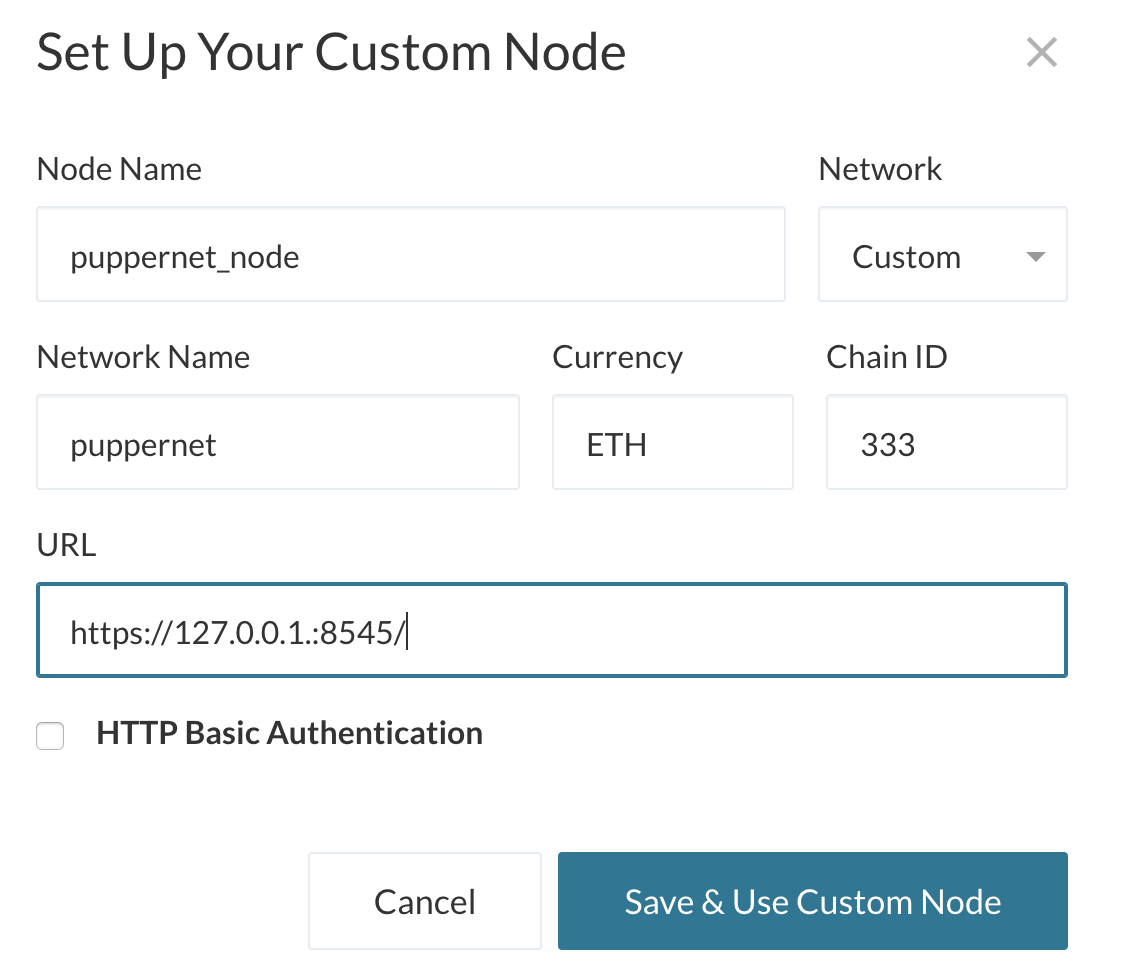 Set Up Your Custom Node
Node Name
Network
puppernet_node
Custom
Network Name
Currency
Chain ID
puppernet
ETH
333
URL
https://127.0.0.1.:8545/
HTTP Basic Authentication
Cancel
Save & Use Custom Node